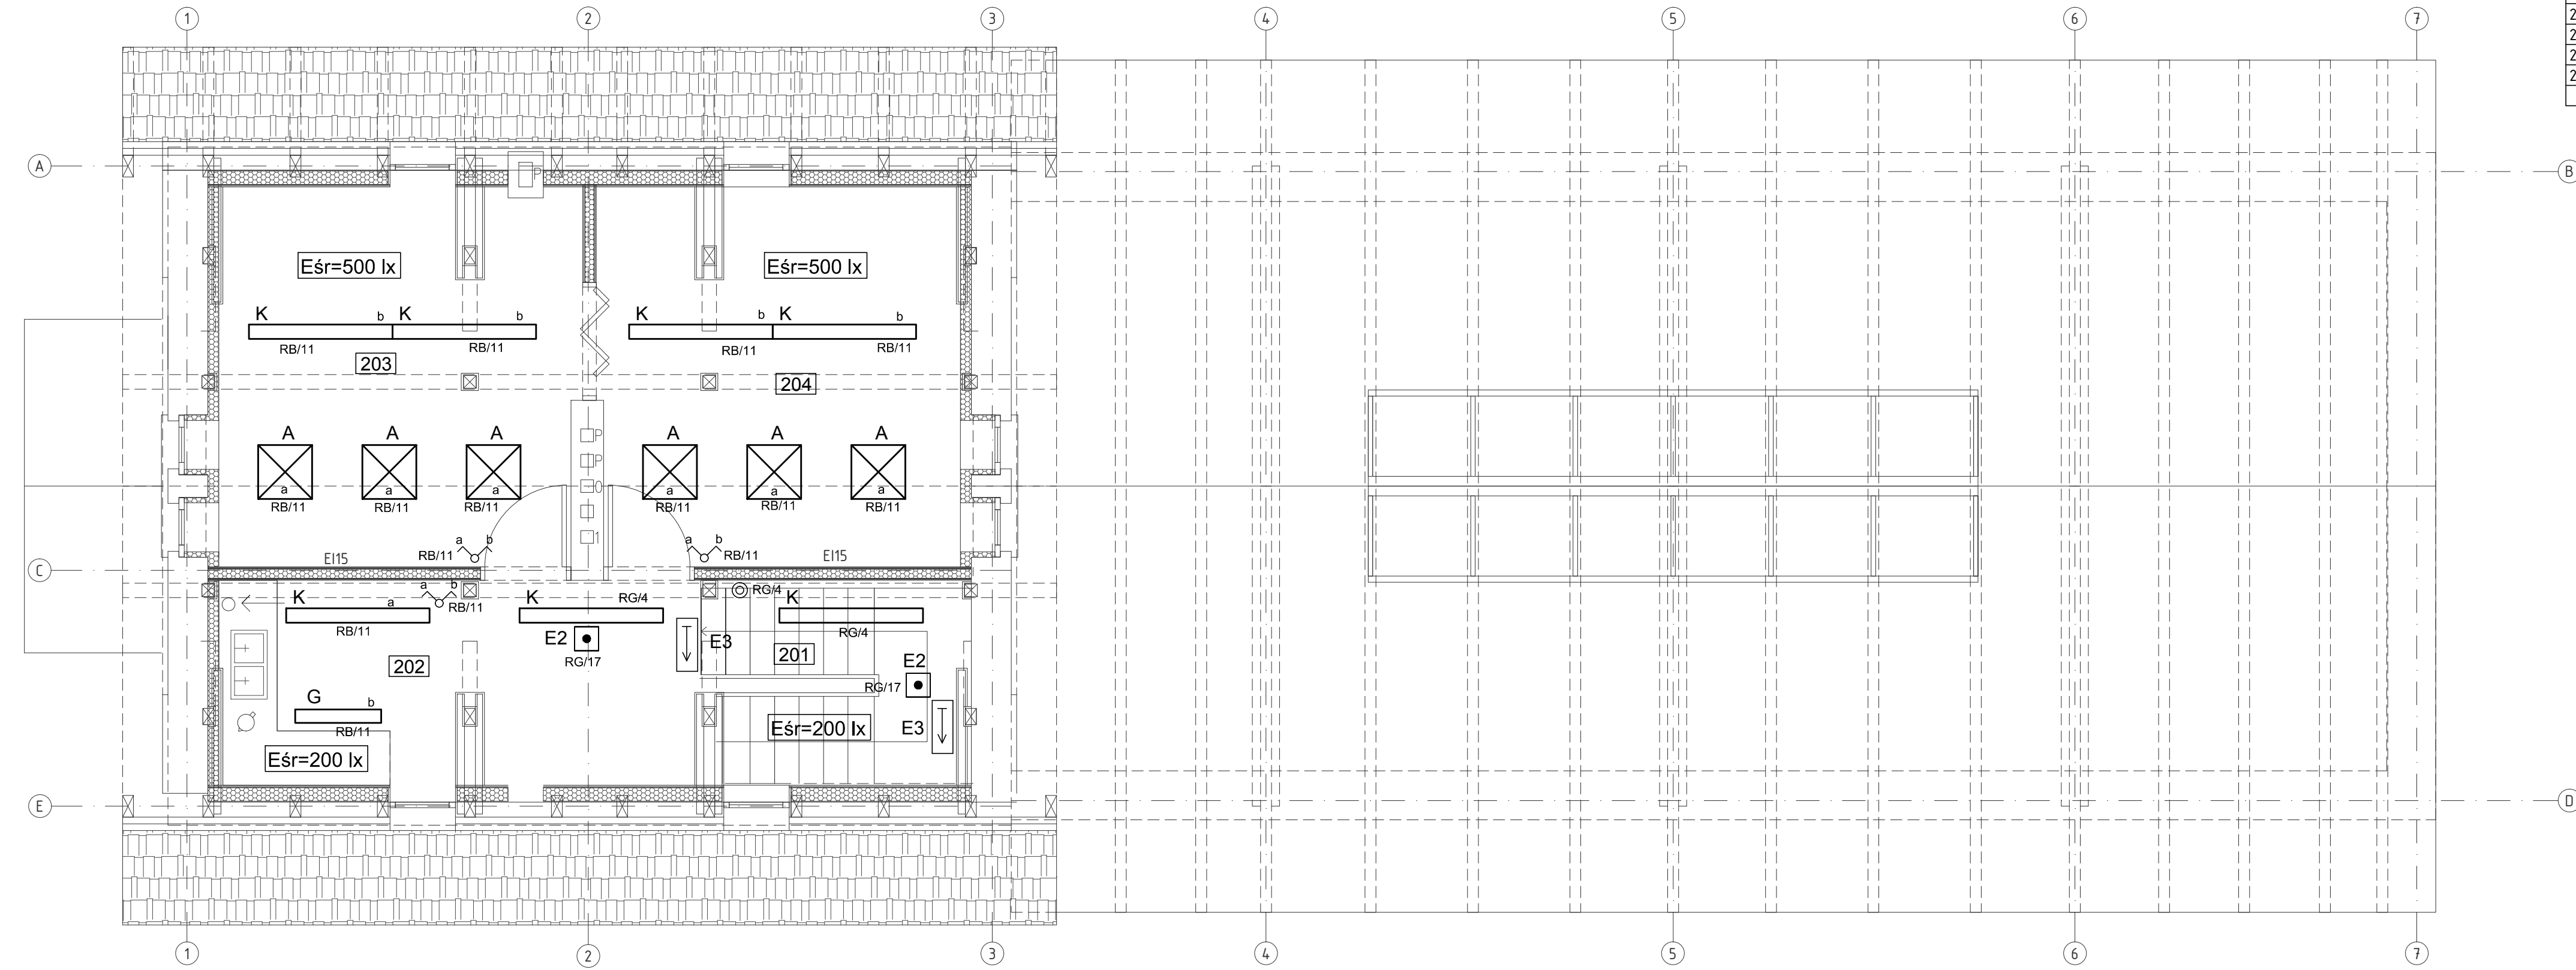 1 2 3 4 5 6 7
2
2
2
2
A B
P
Eśr=500 lx Eśr=500 lx
K b K b K b K b
RB/11 RB/11 RB/11 RB/11
203 204
A A A P A A A
P
a a a O a a a
RB/11 RB/11 RB/11 RB/11 RB/11 RB/11
1
RB/11 a b a b RB/11
EI15 EI15
C
K a a b RB/11 K RG/4 RG/4 K
RB/11 E2 RG/17 E3 RG/4
202 201
G b E2
RB/11 RG/17
Eśr=200 lx Eśr=200 lx E3
E D
1 2 3 4 5 6 7